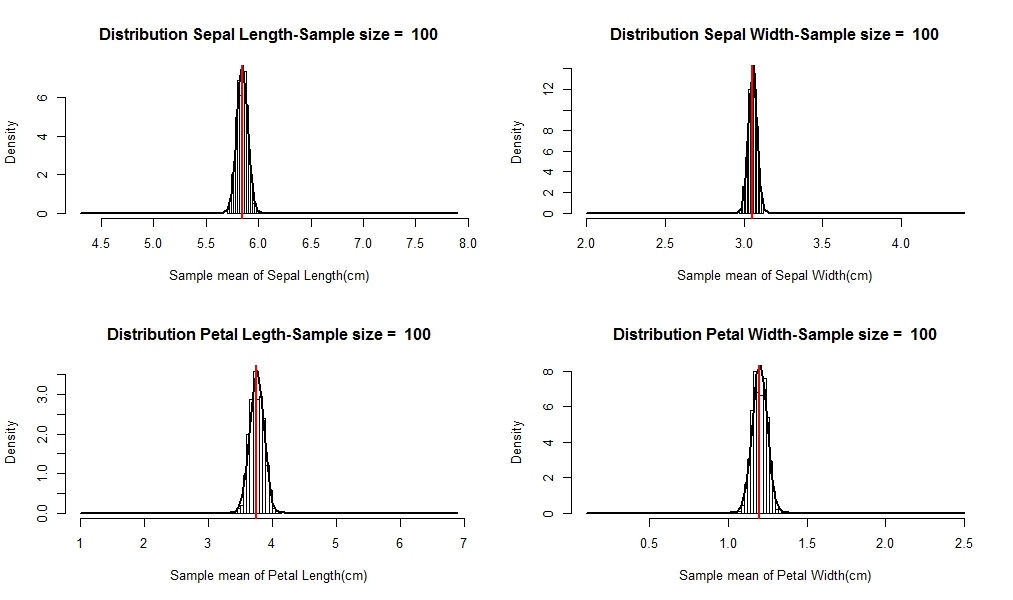 Distribution Sepal Length-Sample size =  100
Density
0 2 4 6
4.5 5.0 5.5 6.0 6.5 7.0 7.5 8.0
Sample mean of Sepal Length(cm)
Distribution Sepal Width-Sample size =  100
Density
0 2 4 6 8 12
2.0 2.5 3.0 3.5 4.0
Sample mean of Sepal Width(cm)
Distribution Petal Legth-Sample size =  100
Density
0.0 1.0 2.0 3.0
1 2 3 4 5 6 7
Sample mean of Petal Length(cm)
Distribution Petal Width-Sample size =  100
Density
0 2 4 6 8
0.5 1.0 1.5 2.0 2.5
Sample mean of Petal Width(cm)